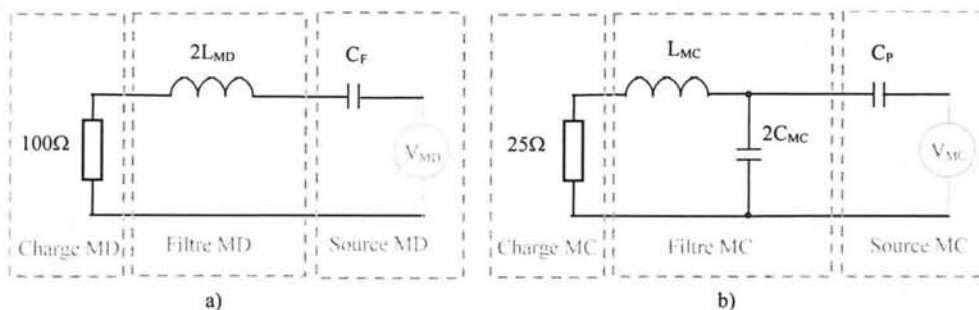 2L_MD
C_F
100Ω
V_MD
Charge MD
Filtre MD
Source MD
a)
L_MC
C_P
25Ω
2C_MC
V_MC
Charge MC
Filtre MC
Source MC
b)